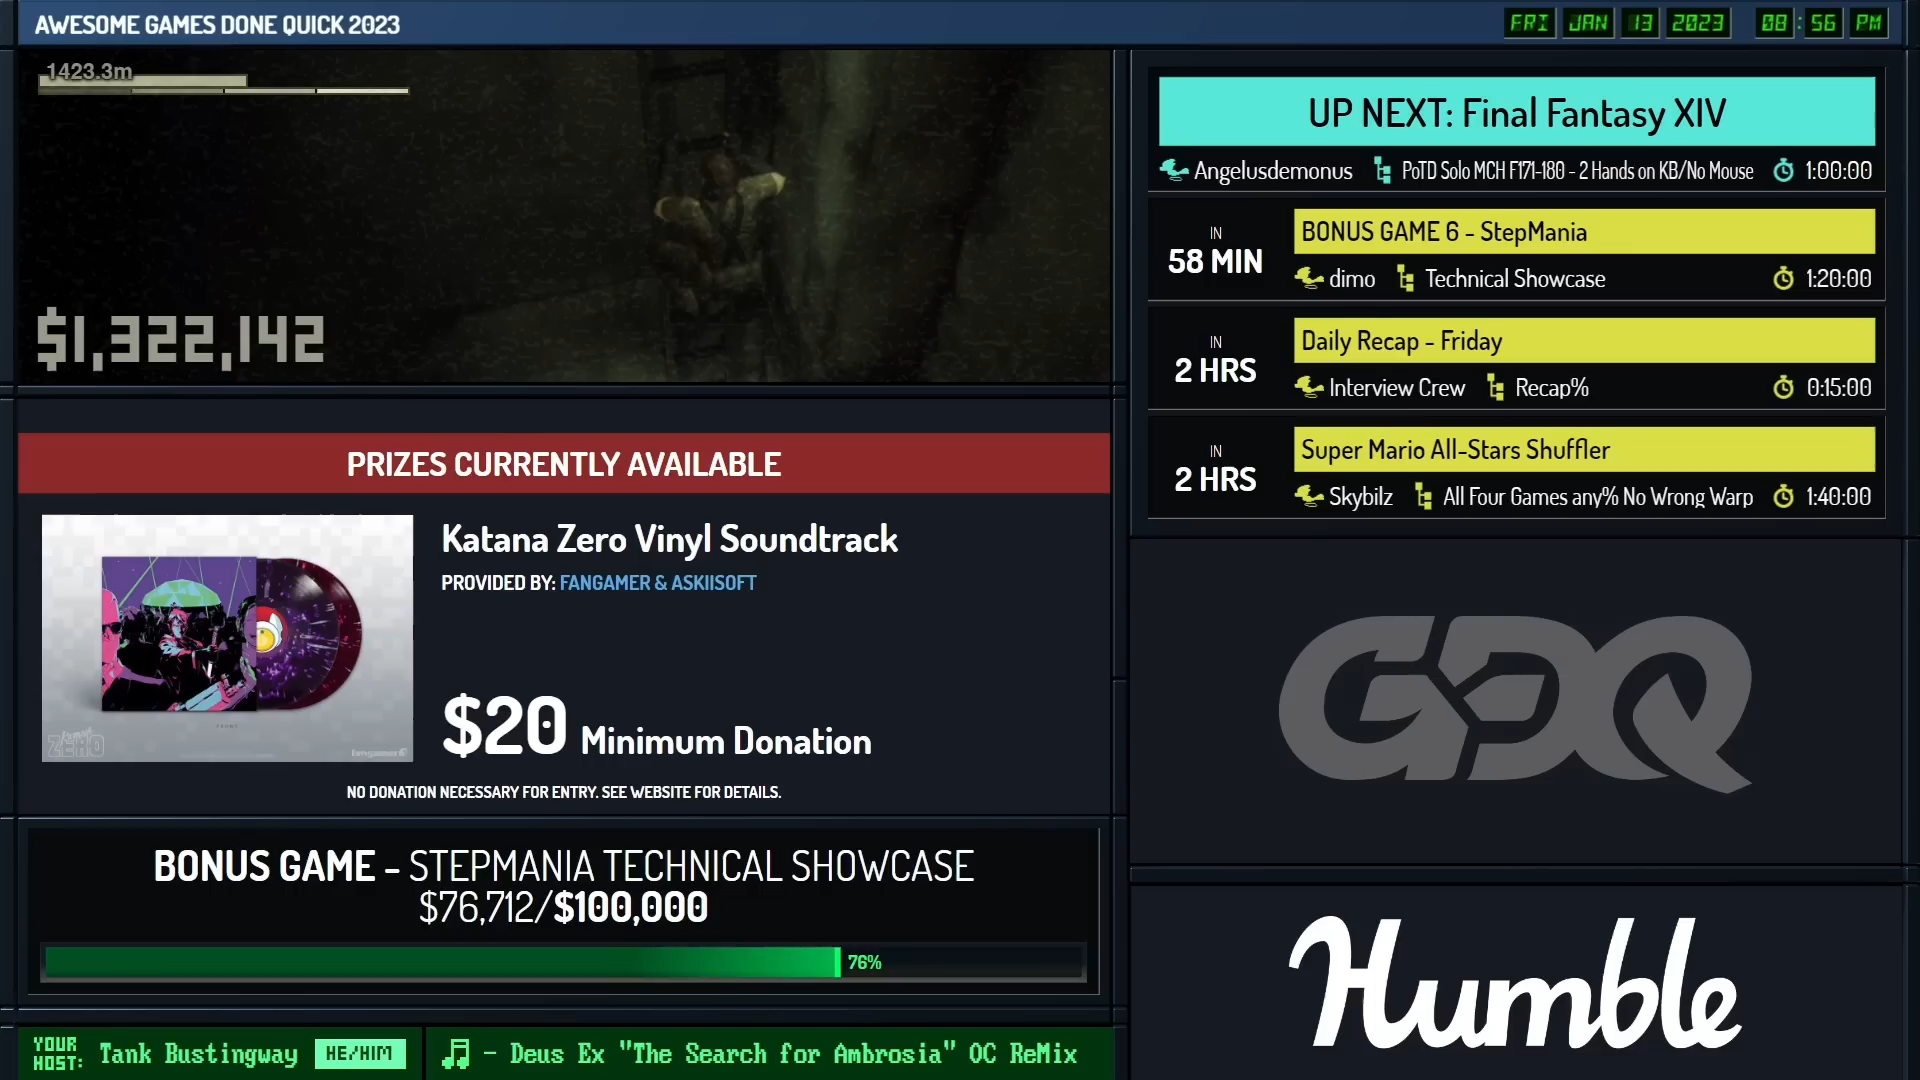 AWESOME GAMES DONE QUICK 2023
FRI JAN 13 2023 08:56 PM
1423.3m
$1,322,142
UP NEXT: Final Fantasy XIV
Angelusdemonus PoTD Solo MCH F171-180 - 2 Hands on KB/No Mouse 1:00:00
IN 58 MIN
BONUS GAME 6 - StepMania
dimo Technical Showcase 1:20:00
IN 2 HRS
Daily Recap - Friday
Interview Crew Recap% 0:15:00
IN 2 HRS
Super Mario All-Stars Shuffler
Skybilz All Four Games any% No Wrong Warp 1:40:00
PRIZES CURRENTLY AVAILABLE
Katana Zero Vinyl Soundtrack
PROVIDED BY: FANGAMER & ASKIISOFT
ZERO
fangamer
$20 Minimum Donation
NO DONATION NECESSARY FOR ENTRY. SEE WEBSITE FOR DETAILS.
GDQ
BONUS GAME - STEPMANIA TECHNICAL SHOWCASE
$76,712/$100,000
76%
Humble
YOUR HOST: Tank Bustingway HE/HIM
- Deus Ex "The Search for Ambrosia" OC ReMix